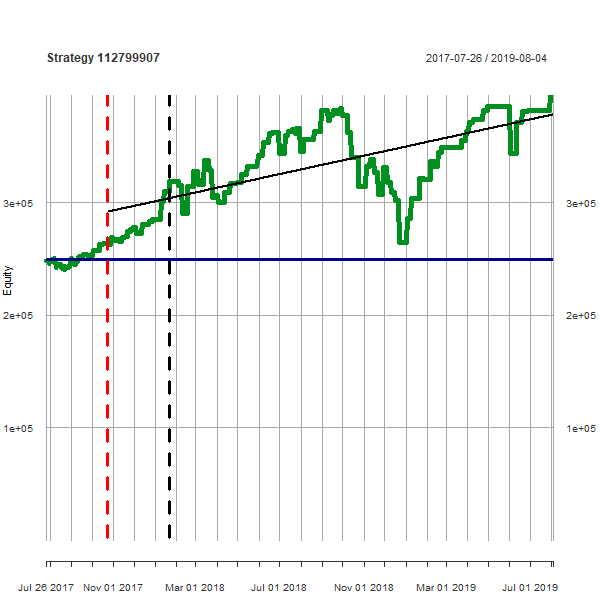 Strategy 112799907
2017-07-26 / 2019-08-04
Equity
3e+05
3e+05
2e+05
2e+05
1e+05
1e+05
Jul 26 2017
Nov 01 2017
Mar 01 2018
Jul 01 2018
Nov 01 2018
Mar 01 2019
Jul 01 2019